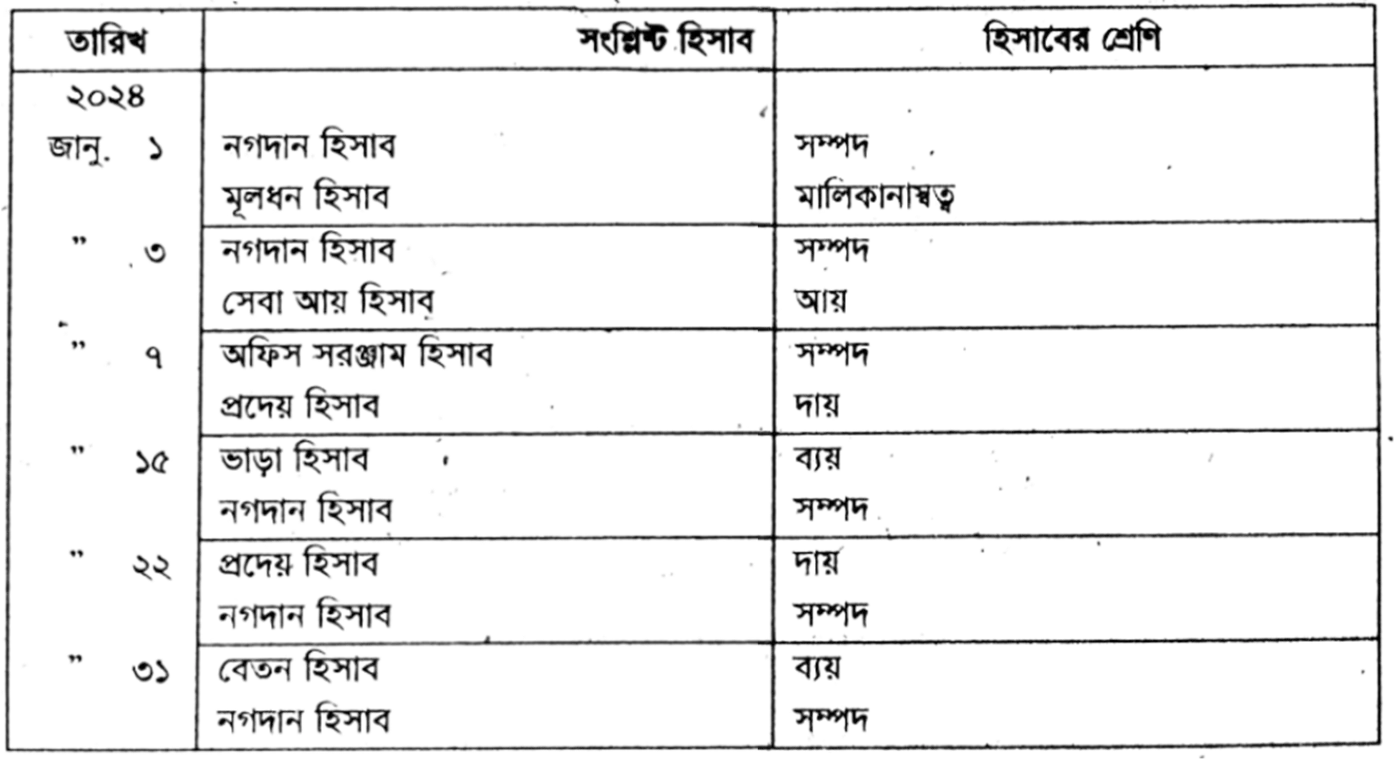 তারিখ সংশ্লিষ্ট হিসাব হিসাবের শ্রেণি
২০২৪
জানু. ১ নগদান হিসাব সম্পদ
মূলধন হিসাব মালিকানাস্বত্ব
” ৩ নগদান হিসাব সম্পদ
সেবা আয় হিসাব আয়
” ৭ অফিস সরঞ্জাম হিসাব সম্পদ
প্রদেয় হিসাব দায়
” ১৫ ভাড়া হিসাব ব্যয়
নগদান হিসাব সম্পদ
” ২২ প্রদেয় হিসাব দায়
নগদান হিসাব সম্পদ
” ৩১ বেতন হিসাব ব্যয়
নগদান হিসাব সম্পদ